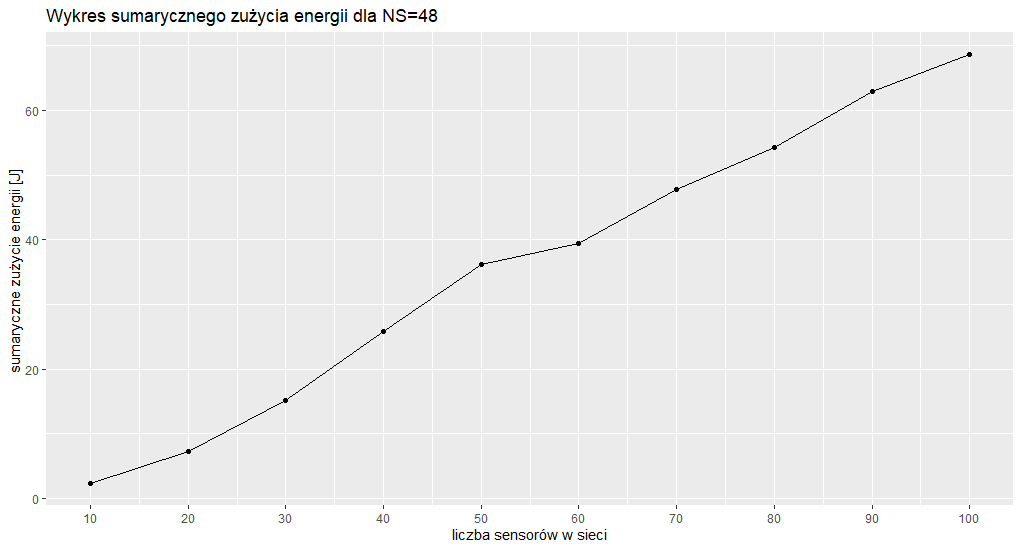 Wykres sumarycznego zużycia energii dla NS=48
sumaryczne zużycie energii [J]
60
40
20
0
10 20 30 40 50 60 70 80 90 100
liczba sensorów w sieci